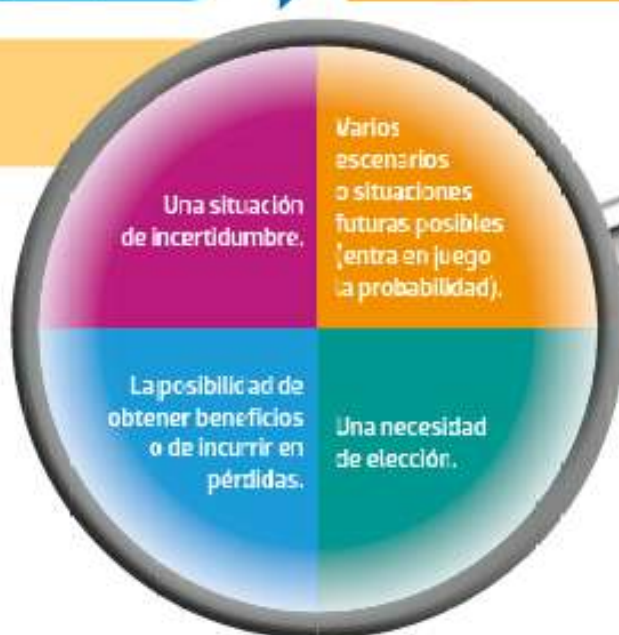 Una situación
de incertidumbre.
Varios
escenarios
o situaciones
futuras posibles
(entra en juego
la probabilidad).
La posibilidad de
obtener beneficios
o de incurrir en
pérdidas.
Una necesidad
de elección.